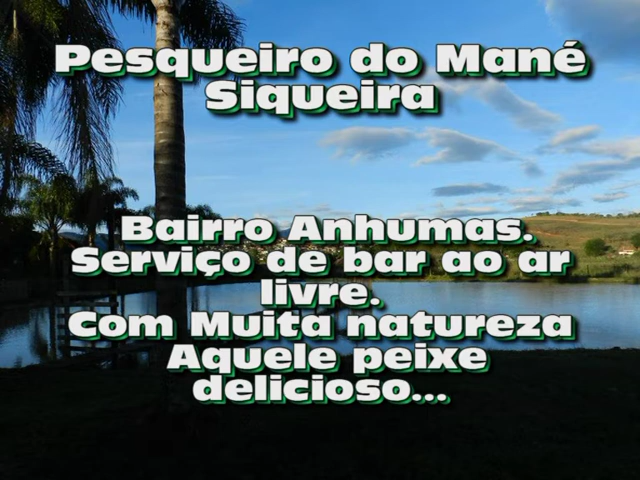 Pesqueiro do Mané
Siqueira
Bairro Anhumas.
Serviço de bar ao ar
livre.
Com Muita natureza
Aquele peixe
delicioso...